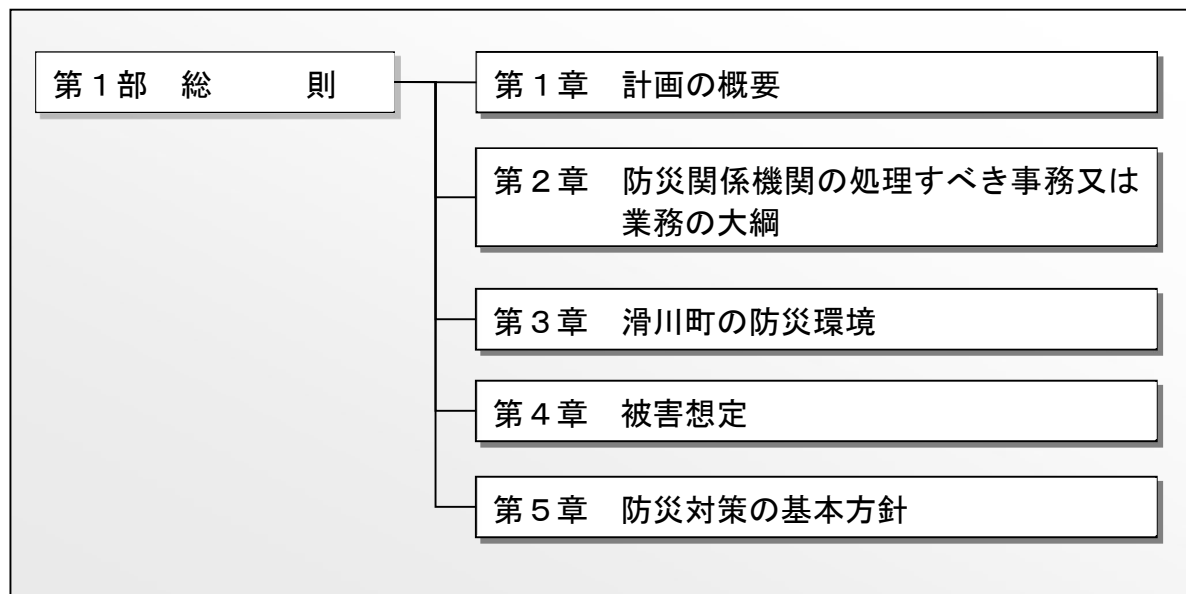 第１部　総　　　則
第１章　計画の概要
第２章　防災関係機関の処理すべき事務又は
業務の大綱
第３章　滑川町の防災環境
第４章　被害想定
第５章　防災対策の基本方針